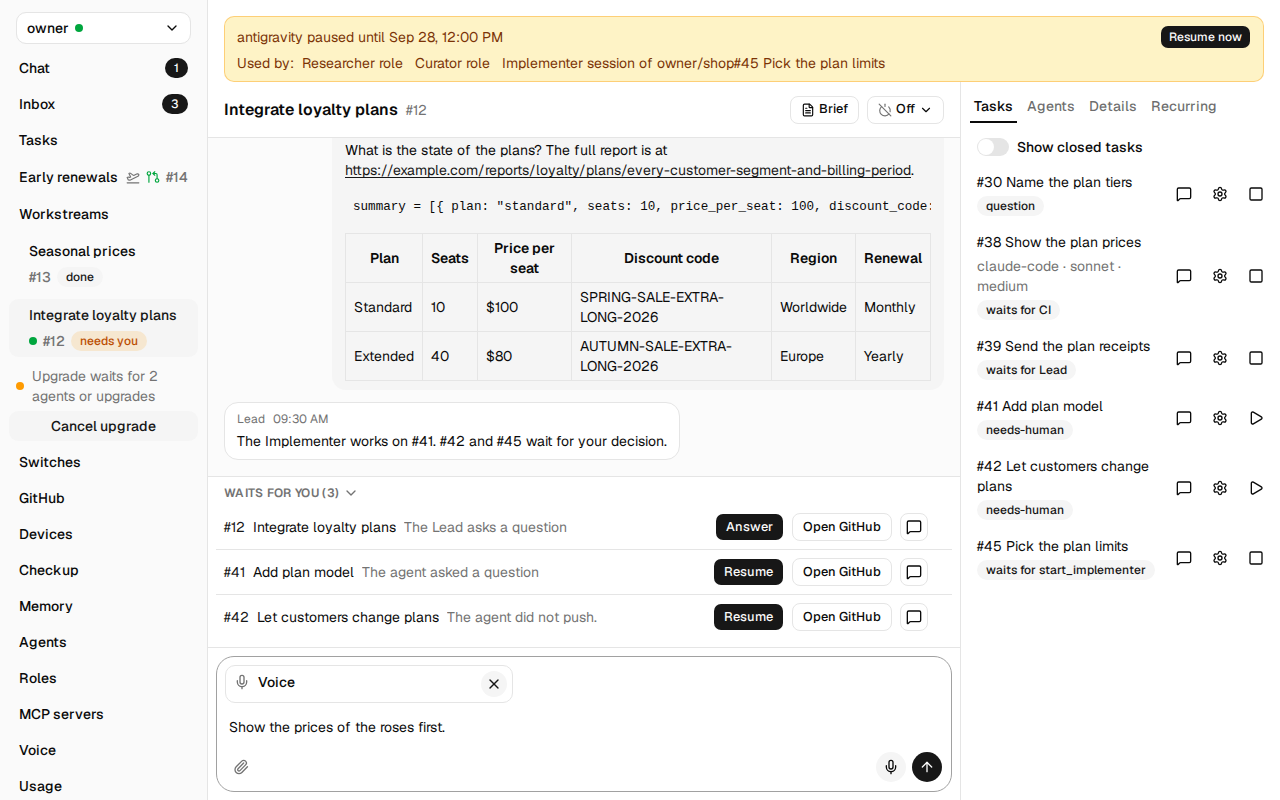 owner
Chat 1
Inbox 3
Tasks
Early renewals #14
Workstreams
Seasonal prices
#13 done
Integrate loyalty plans
#12 needs you
Upgrade waits for 2
agents or upgrades
Cancel upgrade
Switches
GitHub
Devices
Checkup
Memory
Agents
Roles
MCP servers
Voice
Usage
antigravity paused until Sep 28, 12:00 PM
Resume now
Used by: Researcher role Curator role Implementer session of owner/shop#45 Pick the plan limits
Integrate loyalty plans #12
Brief
Off
What is the state of the plans? The full report is at
https://example.com/reports/loyalty/plans/every-customer-segment-and-billing-period.
summary = [{ plan: "standard", seats: 10, price_per_seat: 100, discount_code:
Plan Seats Price per seat Discount code Region Renewal
Standard 10 $100 SPRING-SALE-EXTRA-LONG-2026 Worldwide Monthly
Extended 40 $80 AUTUMN-SALE-EXTRA-LONG-2026 Europe Yearly
Lead 09:30 AM
The Implementer works on #41. #42 and #45 wait for your decision.
WAITS FOR YOU (3)
#12 Integrate loyalty plans The Lead asks a question Answer Open GitHub
#41 Add plan model The agent asked a question Resume Open GitHub
#42 Let customers change plans The agent did not push. Resume Open GitHub
Voice
Show the prices of the roses first.
Tasks Agents Details Recurring
Show closed tasks
#30 Name the plan tiers
question
#38 Show the plan prices
claude-code · sonnet ·
medium
waits for CI
#39 Send the plan receipts
waits for Lead
#41 Add plan model
needs-human
#42 Let customers change
plans
needs-human
#45 Pick the plan limits
waits for start_implementer